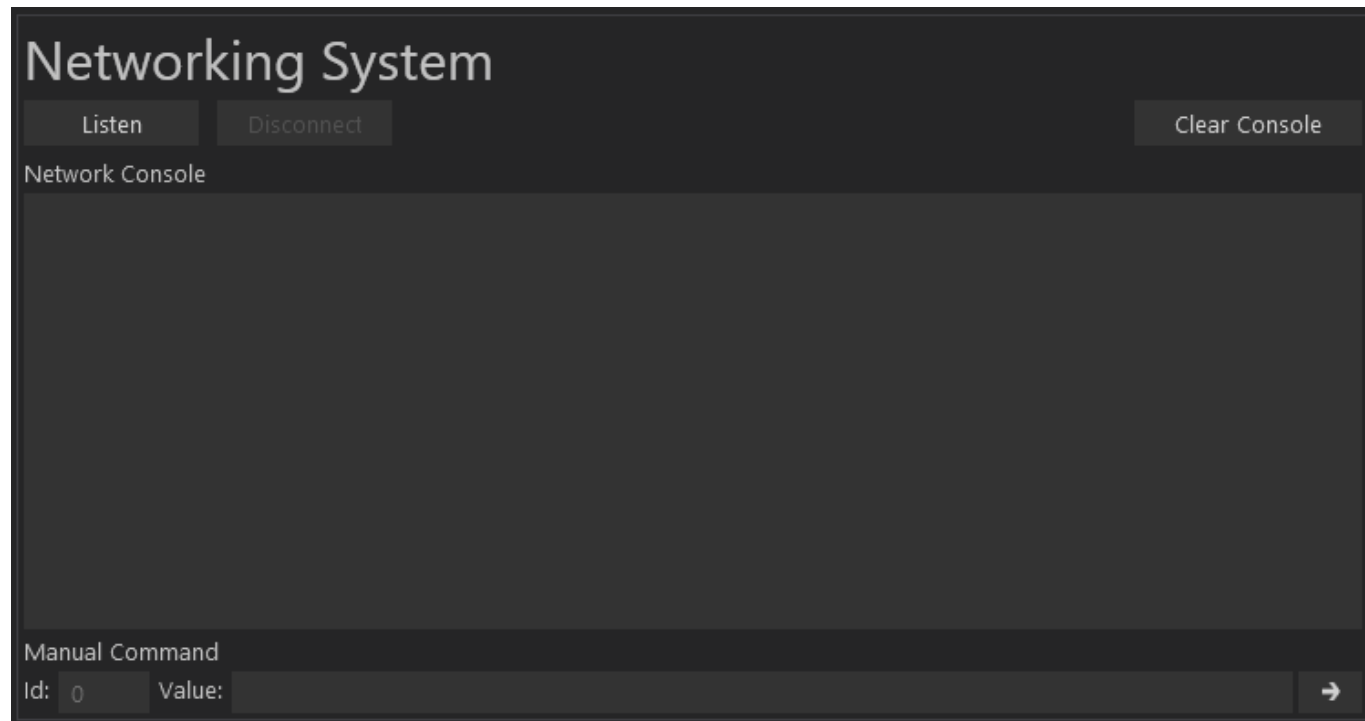 Networking System
Listen Disconnect Clear Console
Network Console
Manual Command
Id: 0 Value: